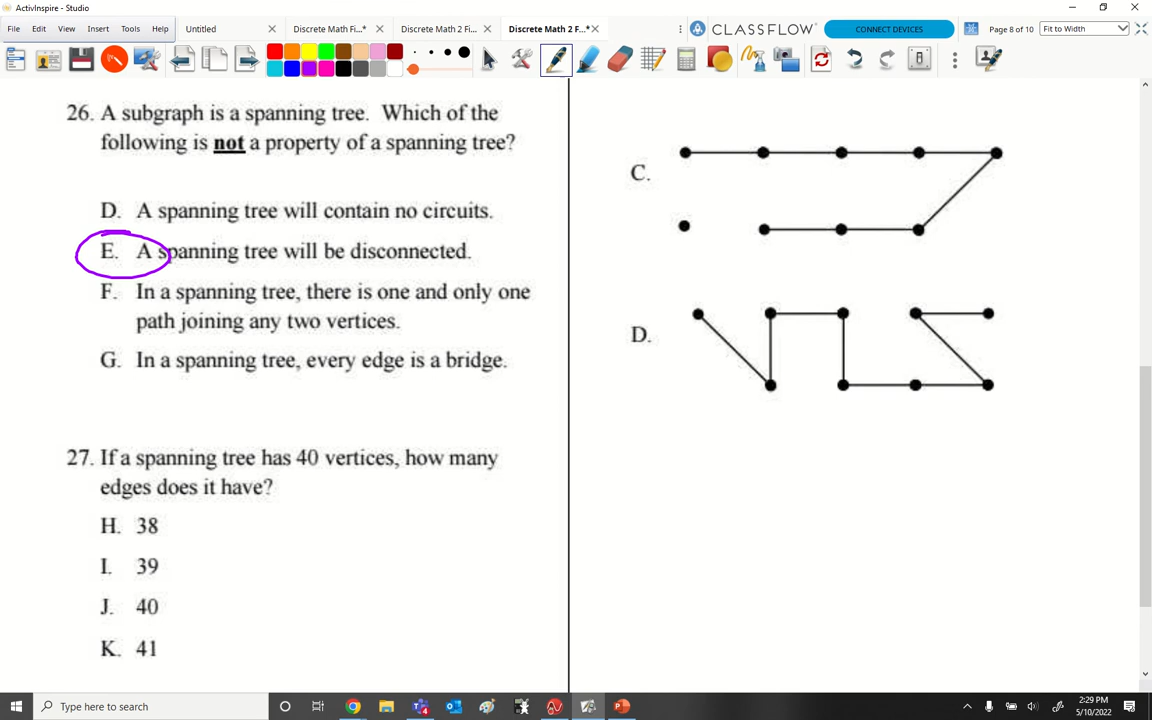 ActivInspire - Studio
File Edit View Insert Tools Help Untitled Discrete Math Fi...* Discrete Math 2 Fi... Discrete Math 2 F...* CLASSFLOW CONNECT DEVICES Page 8 of 10 Fit to Width
26. A subgraph is a spanning tree. Which of the
following is not a property of a spanning tree?
D. A spanning tree will contain no circuits.
E. A spanning tree will be disconnected.
F. In a spanning tree, there is one and only one
path joining any two vertices.
G. In a spanning tree, every edge is a bridge.
27. If a spanning tree has 40 vertices, how many
edges does it have?
H. 38
I. 39
J. 40
K. 41
C.
D.
Type here to search
2:29 PM
5/10/2022